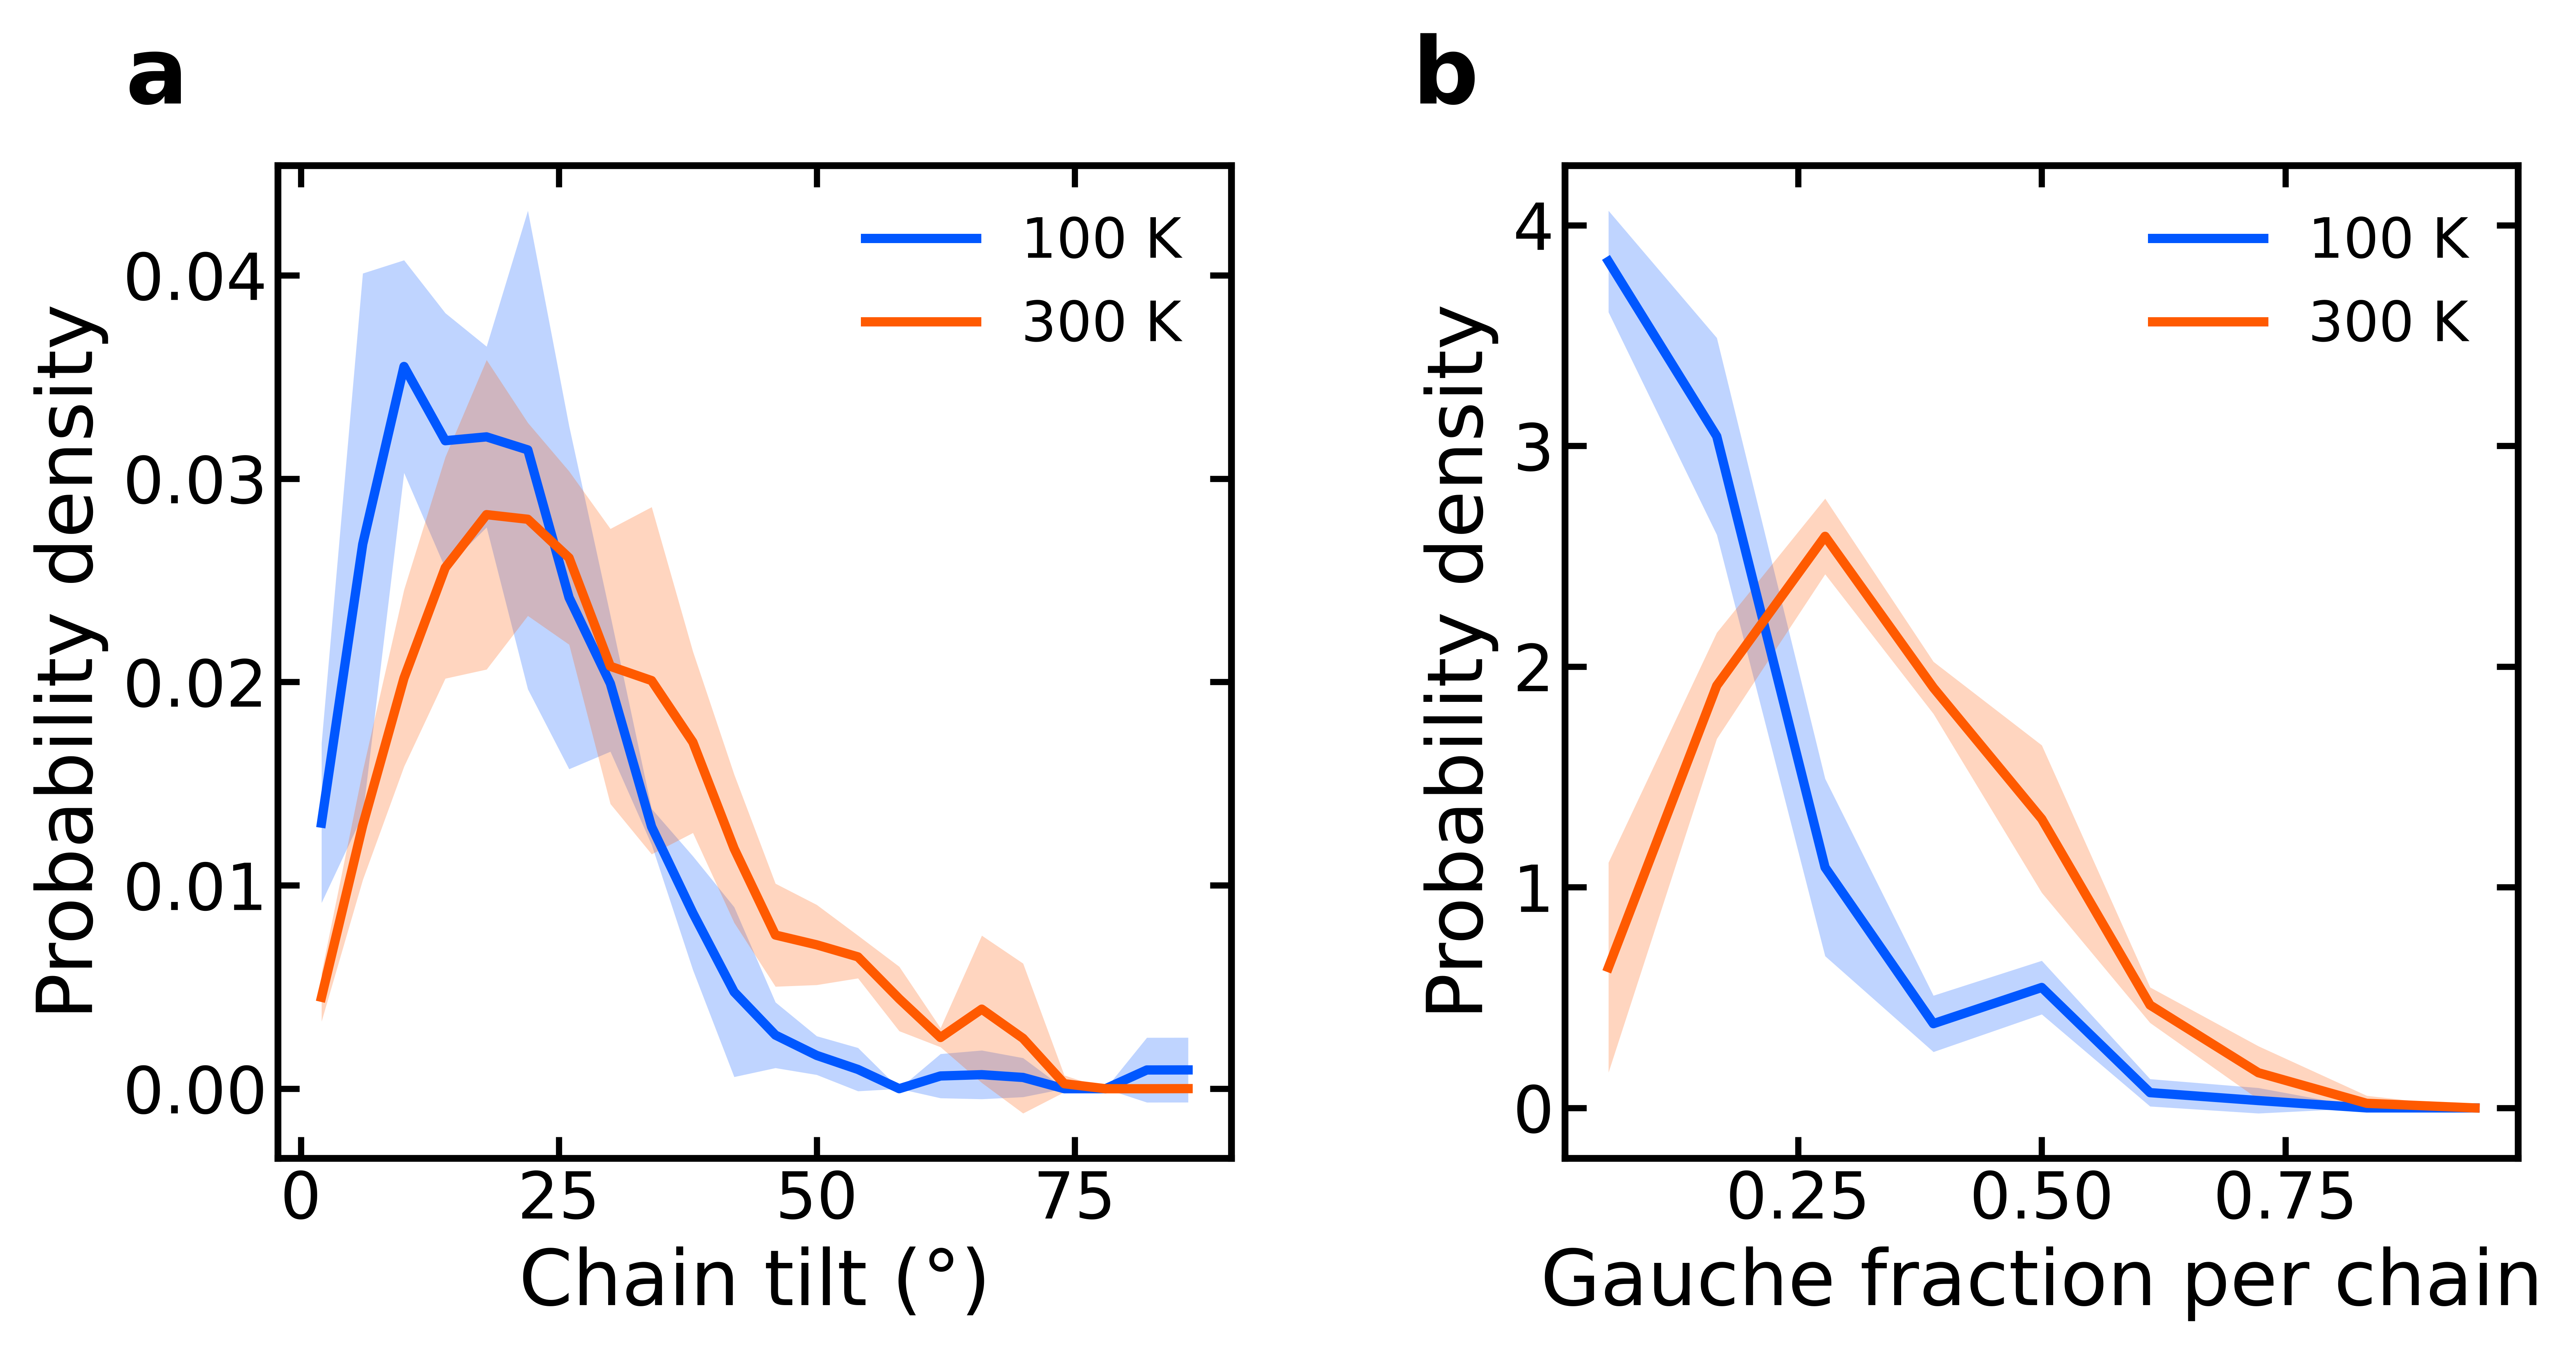 a
Probability density
0.04
0.03
0.02
0.01
0.00
100 K
300 K
0 25 50 75
Chain tilt (°)
b
Probability density
4
3
2
1
0
100 K
300 K
0.25 0.50 0.75
Gauche fraction per chain